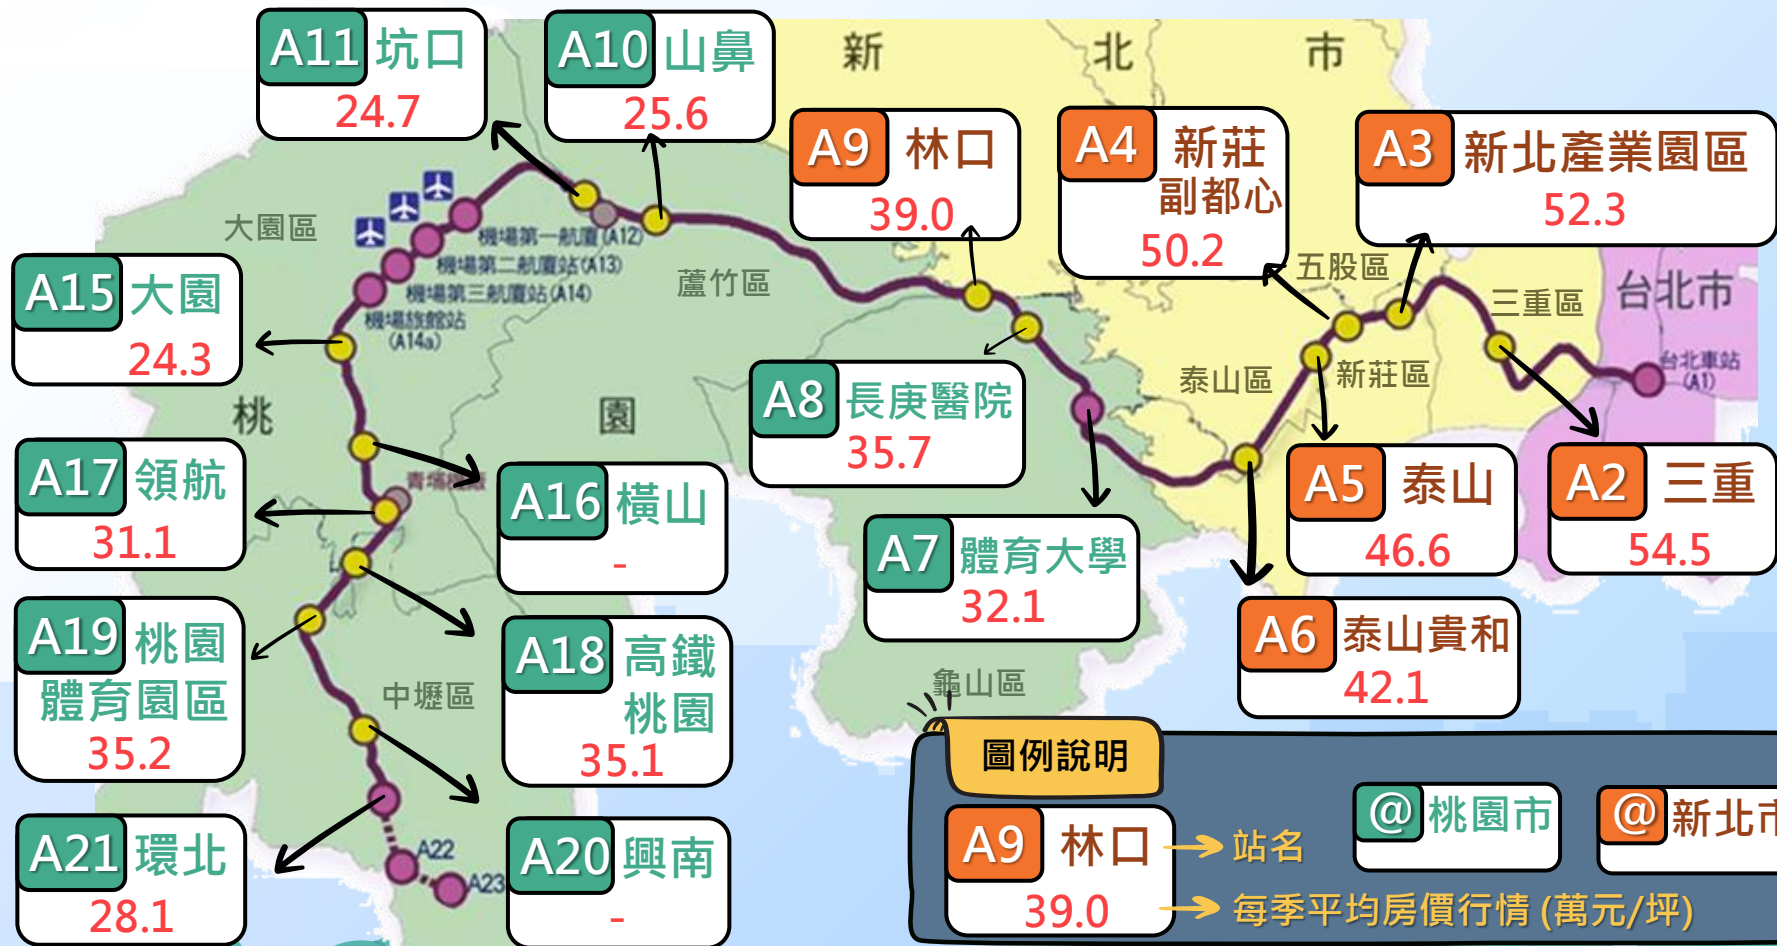 A11 坑口
24.7
A10 山鼻
25.6
新北市
A9 林口
39.0
A4 新莊
副都心
50.2
A3 新北產業園區
52.3
大園區
機場第一航廈(A12)
機場第二航廈站(A13)
機場第三航廈站(A14)
機場旅館站
(A14a)
蘆竹區
五股區
三重區
台北市
台北車站
(A1)
A15 大園
24.3
桃園
A8 長庚醫院
35.7
泰山區
新莊區
A17 領航
31.1
青埔機廠
A16 橫山
-
A7 體育大學
32.1
A5 泰山
46.6
A2 三重
54.5
A19 桃園
體育園區
35.2
中壢區
A18 高鐵
桃園
35.1
龜山區
A6 泰山貴和
42.1
A21 環北
28.1
A22
A23
A20 興南
-
圖例說明
A9 林口
39.0
站名
每季平均房價行情 (萬元/坪)
@ 桃園市
@ 新北市